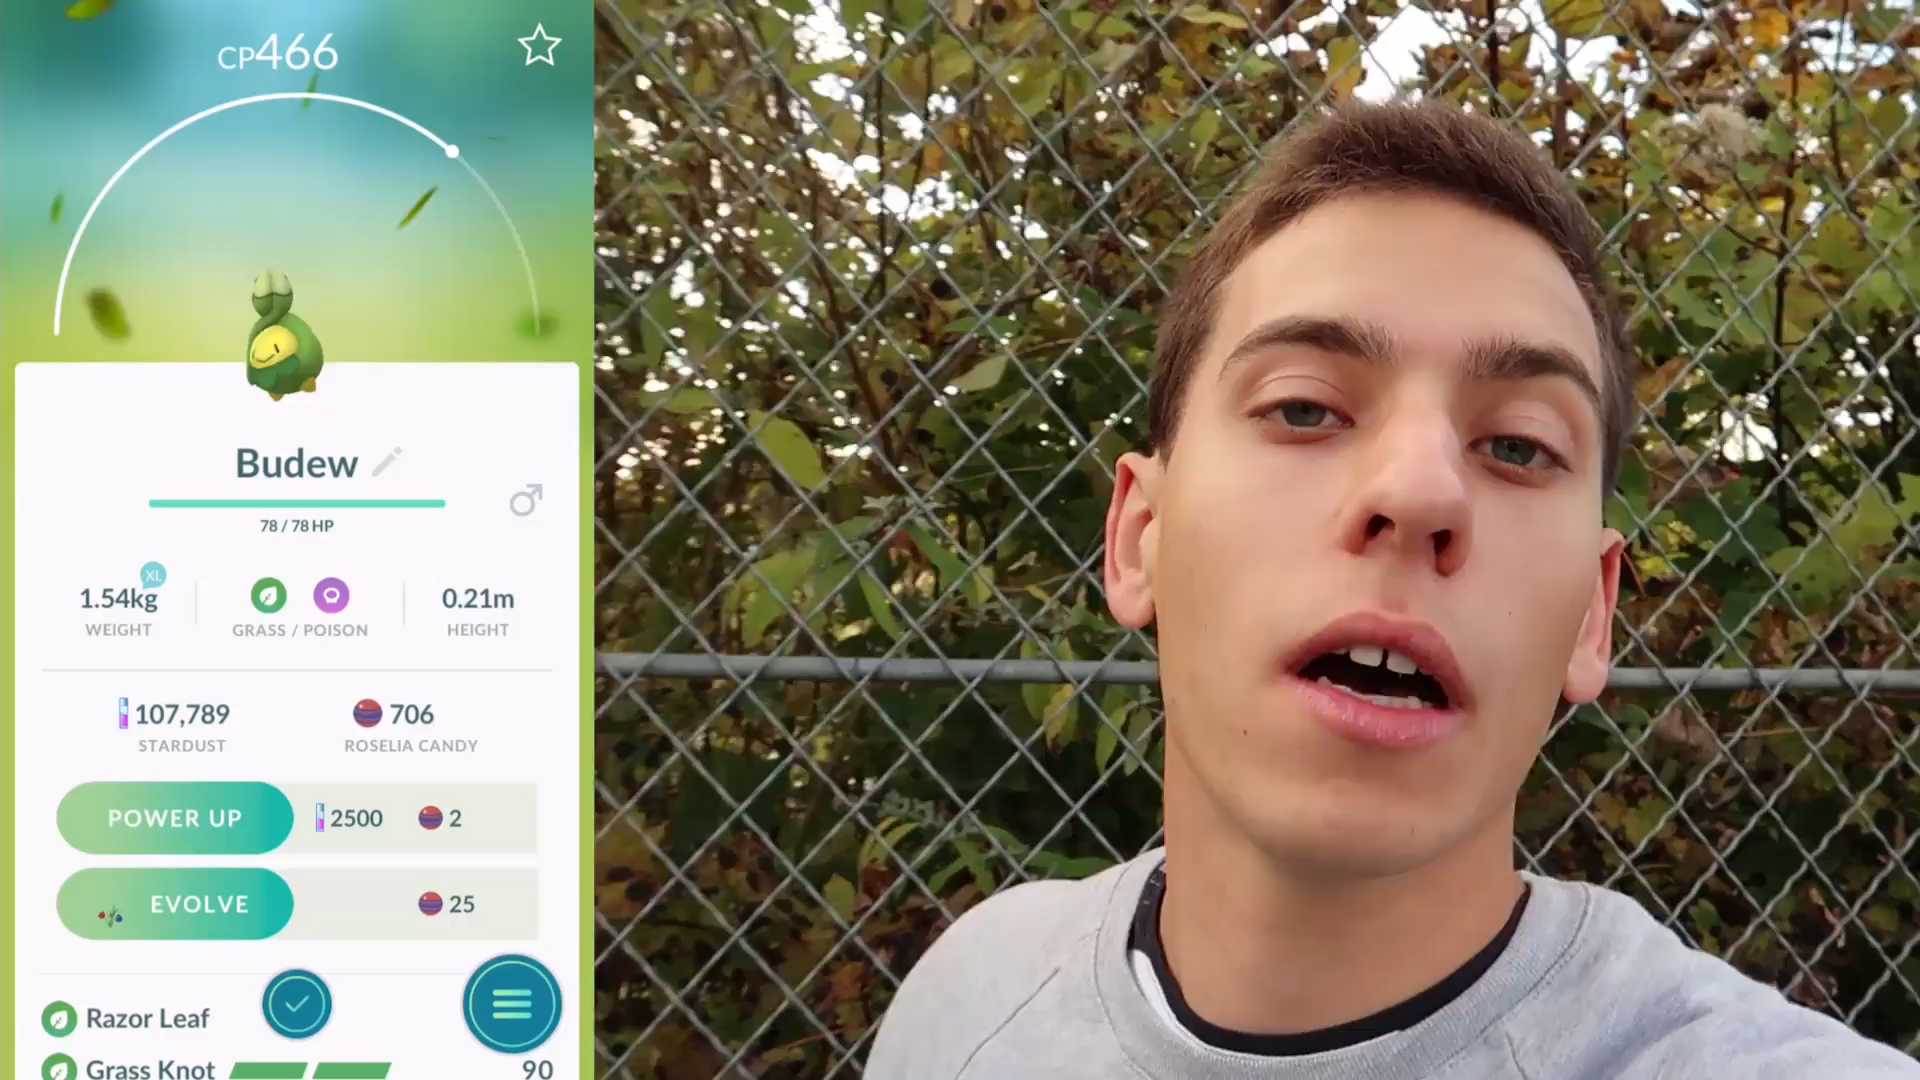 CP466
Budew
78 / 78 HP
XL
1.54kg
WEIGHT
GRASS / POISON
0.21m
HEIGHT
107,789
STARDUST
706
ROSELIA CANDY
POWER UP
2500
2
EVOLVE
25
Razor Leaf
Grass Knot
90